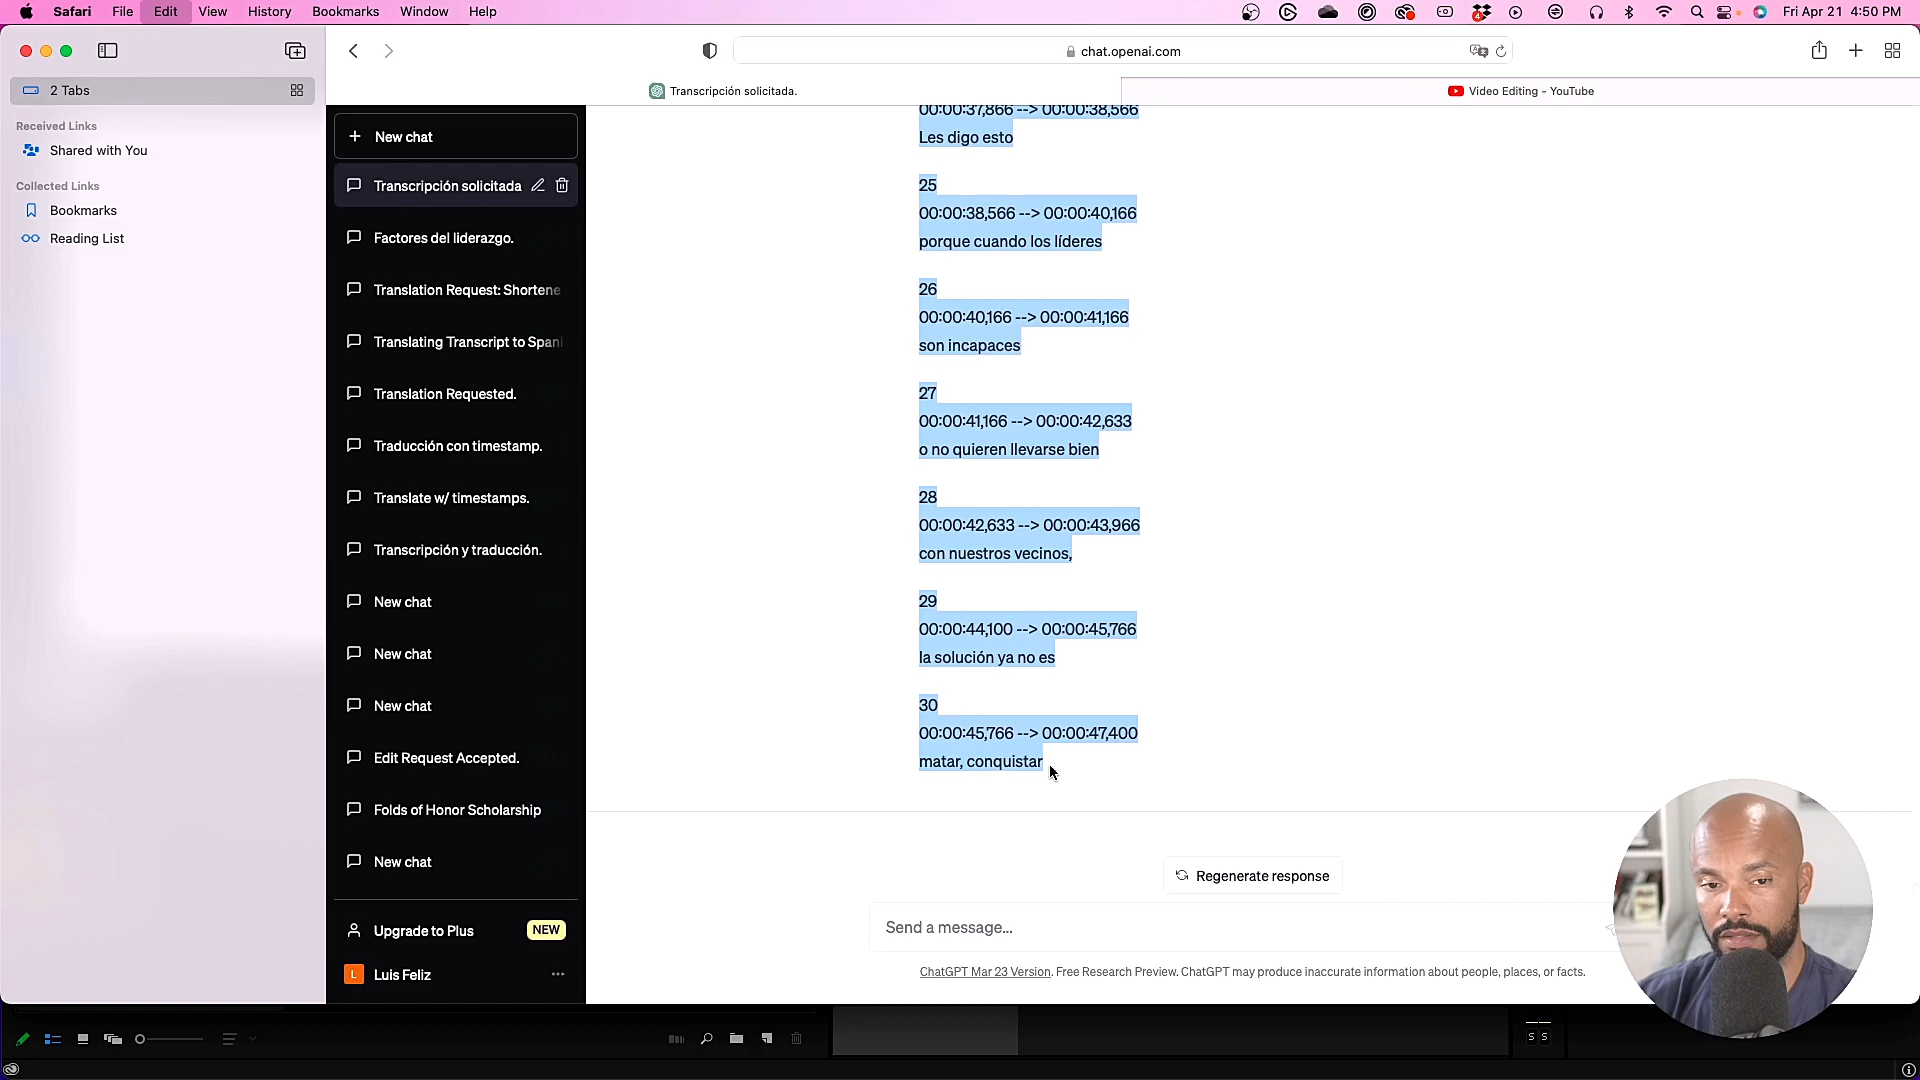 Safari File Edit View History Bookmarks Window Help
4
Fri Apr 21 4:50 PM
2 Tabs
Received Links
Shared with You
Collected Links
Bookmarks
Reading List
chat.openai.com
Transcripción solicitada.
Video Editing - YouTube
New chat
Transcripción solicitada
Factores del liderazgo.
Translation Request: Shortene
Translating Transcript to Spani
Translation Requested.
Traducción con timestamp.
Translate w/ timestamps.
Transcripción y traducción.
New chat
New chat
New chat
Edit Request Accepted.
Folds of Honor Scholarship
New chat
Upgrade to Plus NEW
L Luis Feliz
00:00:37,866 --> 00:00:38,566
Les digo esto
25
00:00:38,566 --> 00:00:40,166
porque cuando los líderes
26
00:00:40,166 --> 00:00:41,166
son incapaces
27
00:00:41,166 --> 00:00:42,633
o no quieren llevarse bien
28
00:00:42,633 --> 00:00:43,966
con nuestros vecinos,
29
00:00:44,100 --> 00:00:45,766
la solución ya no es
30
00:00:45,766 --> 00:00:47,400
matar, conquistar
Regenerate response
Send a message...
ChatGPT Mar 23 Version. Free Research Preview. ChatGPT may produce inaccurate information about people, places, or facts.
S S